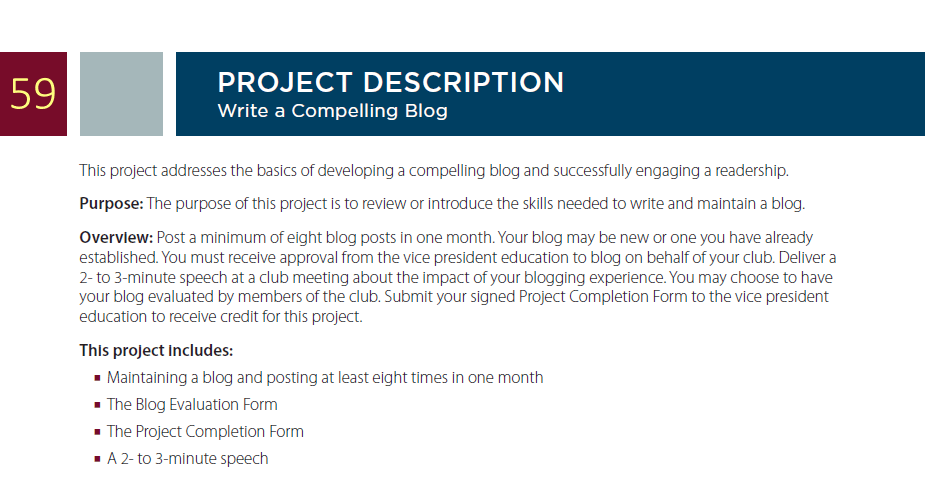 59
PROJECT DESCRIPTION
Write a Compelling Blog
This project addresses the basics of developing a compelling blog and successfully engaging a readership.
Purpose: The purpose of this project is to review or introduce the skills needed to write and maintain a blog.
Overview: Post a minimum of eight blog posts in one month. Your blog may be new or one you have already
established. You must receive approval from the vice president education to blog on behalf of your club. Deliver a
2- to 3-minute speech at a club meeting about the impact of your blogging experience. You may choose to have
your blog evaluated by members of the club. Submit your signed Project Completion Form to the vice president
education to receive credit for this project.
This project includes:
▪ Maintaining a blog and posting at least eight times in one month
▪ The Blog Evaluation Form
▪ The Project Completion Form
▪ A 2- to 3-minute speech